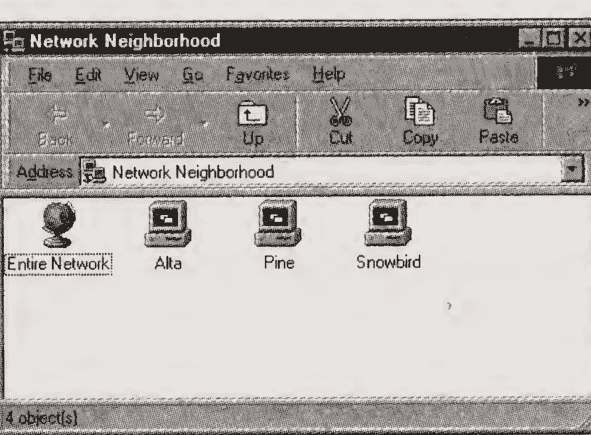 Network Neighborhood
File Edit View Go Favorites Help
Back Forward Up Cut Copy Paste »
Address Network Neighborhood
Entire Network Alta Pine Snowbird
4 object(s)